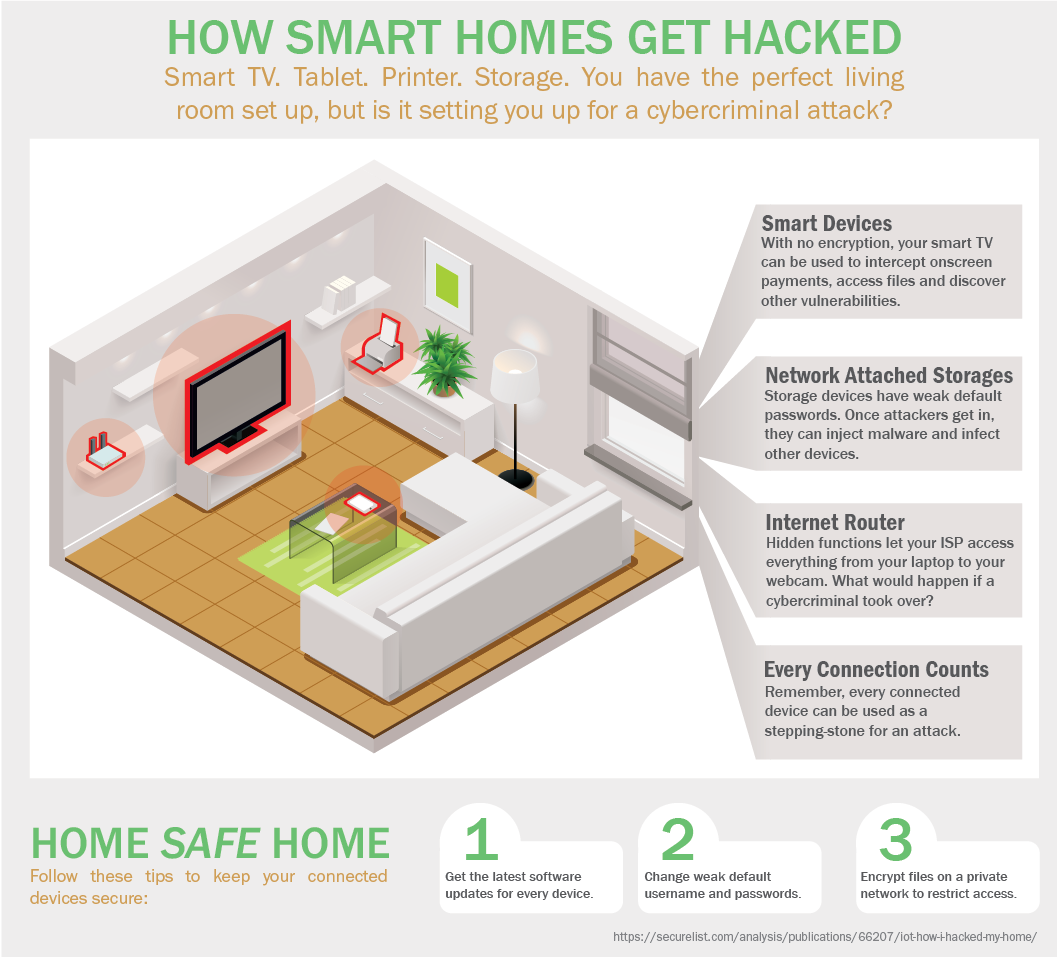 HOW SMART HOMES GET HACKED
Smart TV. Tablet. Printer. Storage. You have the perfect living
room set up, but is it setting you up for a cybercriminal attack?
Smart Devices
With no encryption, your smart TV
can be used to intercept onscreen
payments, access files and discover
other vulnerabilities.
Network Attached Storages
Storage devices have weak default
passwords. Once attackers get in,
they can inject malware and infect
other devices.
Internet Router
Hidden functions let your ISP access
everything from your laptop to your
webcam. What would happen if a
cybercriminal took over?
Every Connection Counts
Remember, every connected
device can be used as a
stepping-stone for an attack.
HOME SAFE HOME
Follow these tips to keep your connected
devices secure:
1
Get the latest software
updates for every device.
2
Change weak default
username and passwords.
3
Encrypt files on a private
network to restrict access.
https://securelist.com/analysis/publications/66207/iot-how-i-hacked-my-home/